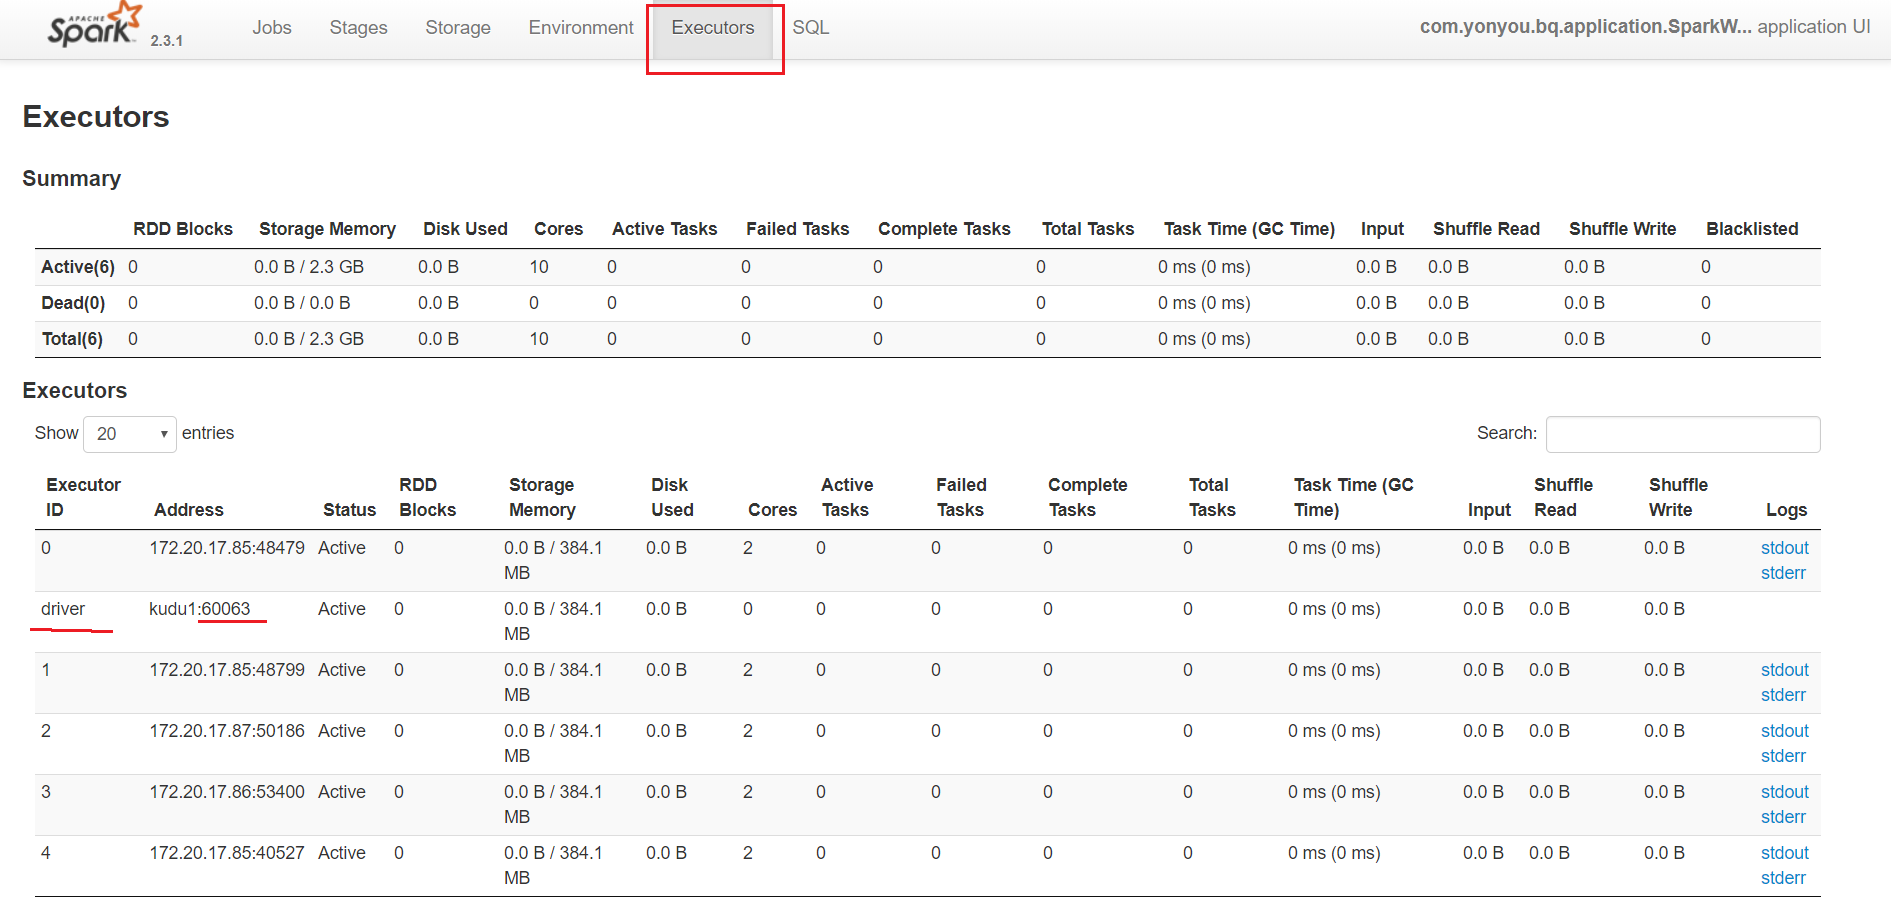 APACHE
Spark 2.3.1 Jobs Stages Storage Environment Executors SQL com.yonyou.bq.application.SparkW... application UI
Executors
Summary
RDD Blocks Storage Memory Disk Used Cores Active Tasks Failed Tasks Complete Tasks Total Tasks Task Time (GC Time) Input Shuffle Read Shuffle Write Blacklisted
Active(6) 0 0.0 B / 2.3 GB 0.0 B 10 0 0 0 0 0 ms (0 ms) 0.0 B 0.0 B 0.0 B 0
Dead(0) 0 0.0 B / 0.0 B 0.0 B 0 0 0 0 0 0 ms (0 ms) 0.0 B 0.0 B 0.0 B 0
Total(6) 0 0.0 B / 2.3 GB 0.0 B 10 0 0 0 0 0 ms (0 ms) 0.0 B 0.0 B 0.0 B 0
Executors
Show 20 entries Search:
Executor RDD Storage Disk Active Failed Complete Total Task Time (GC Shuffle Shuffle
ID Address Status Blocks Memory Used Cores Tasks Tasks Tasks Tasks Time) Input Read Write Logs
0 172.20.17.85:48479 Active 0 0.0 B / 384.1 0.0 B 2 0 0 0 0 0 ms (0 ms) 0.0 B 0.0 B 0.0 B stdout
MB stderr
driver kudu1:60063 Active 0 0.0 B / 384.1 0.0 B 0 0 0 0 0 0 ms (0 ms) 0.0 B 0.0 B 0.0 B
MB
1 172.20.17.85:48799 Active 0 0.0 B / 384.1 0.0 B 2 0 0 0 0 0 ms (0 ms) 0.0 B 0.0 B 0.0 B stdout
MB stderr
2 172.20.17.87:50186 Active 0 0.0 B / 384.1 0.0 B 2 0 0 0 0 0 ms (0 ms) 0.0 B 0.0 B 0.0 B stdout
MB stderr
3 172.20.17.86:53400 Active 0 0.0 B / 384.1 0.0 B 2 0 0 0 0 0 ms (0 ms) 0.0 B 0.0 B 0.0 B stdout
MB stderr
4 172.20.17.85:40527 Active 0 0.0 B / 384.1 0.0 B 2 0 0 0 0 0 ms (0 ms) 0.0 B 0.0 B 0.0 B stdout
MB stderr